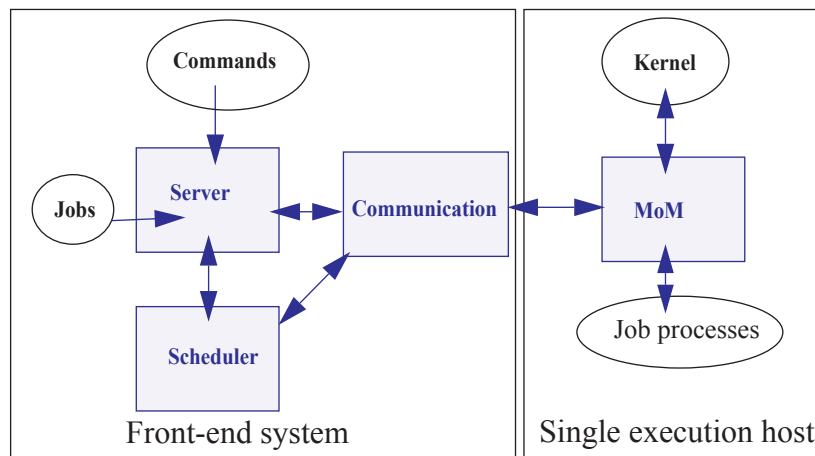 Commands
Kernel
Server
Jobs
Communication
MoM
Scheduler
Job processes
Front-end system
Single execution host